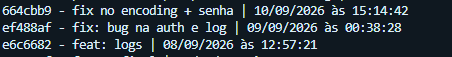 664cbb9 - fix no encoding + senha | 10/09/2026 às 15:14:42
ef488af - fix: bug na auth e log | 09/09/2026 às 00:38:28
e6c6682 - feat: logs | 08/09/2026 às 12:57:21